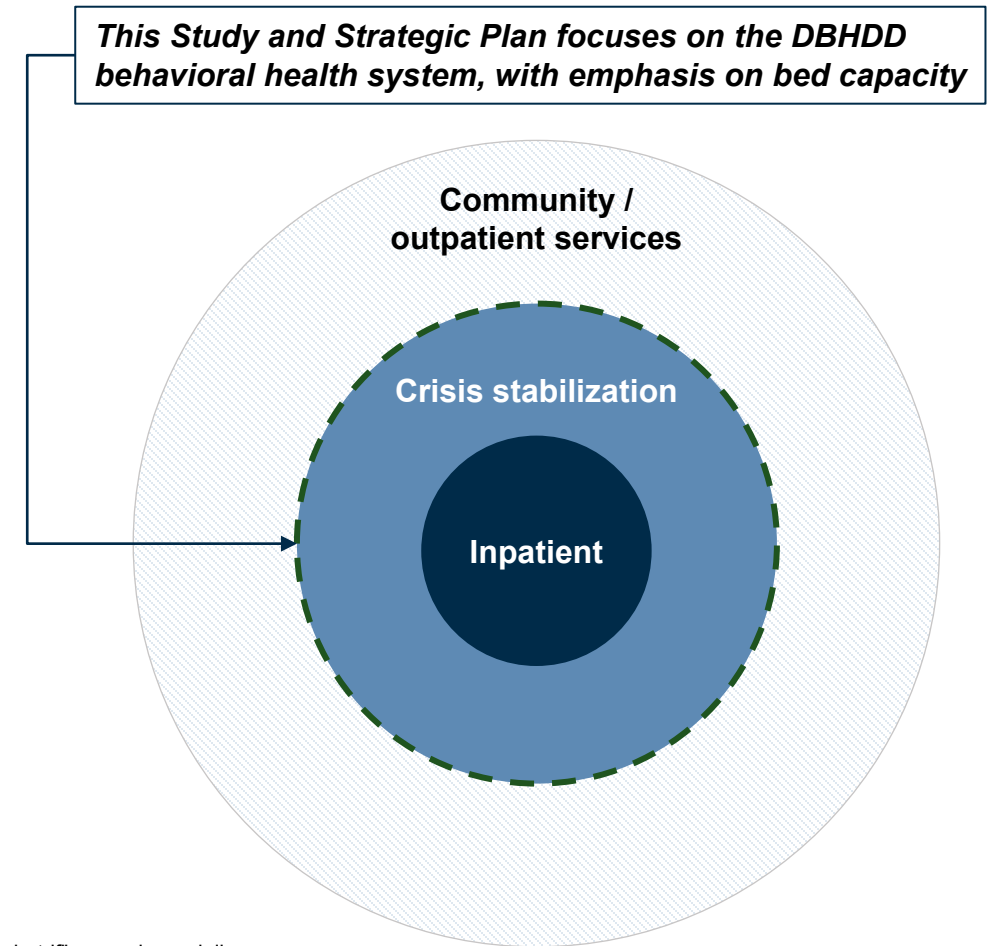 This Study and Strategic Plan focuses on the DBHDD
behavioral health system, with emphasis on bed capacity
Community /
outpatient services
Crisis stabilization
Inpatient